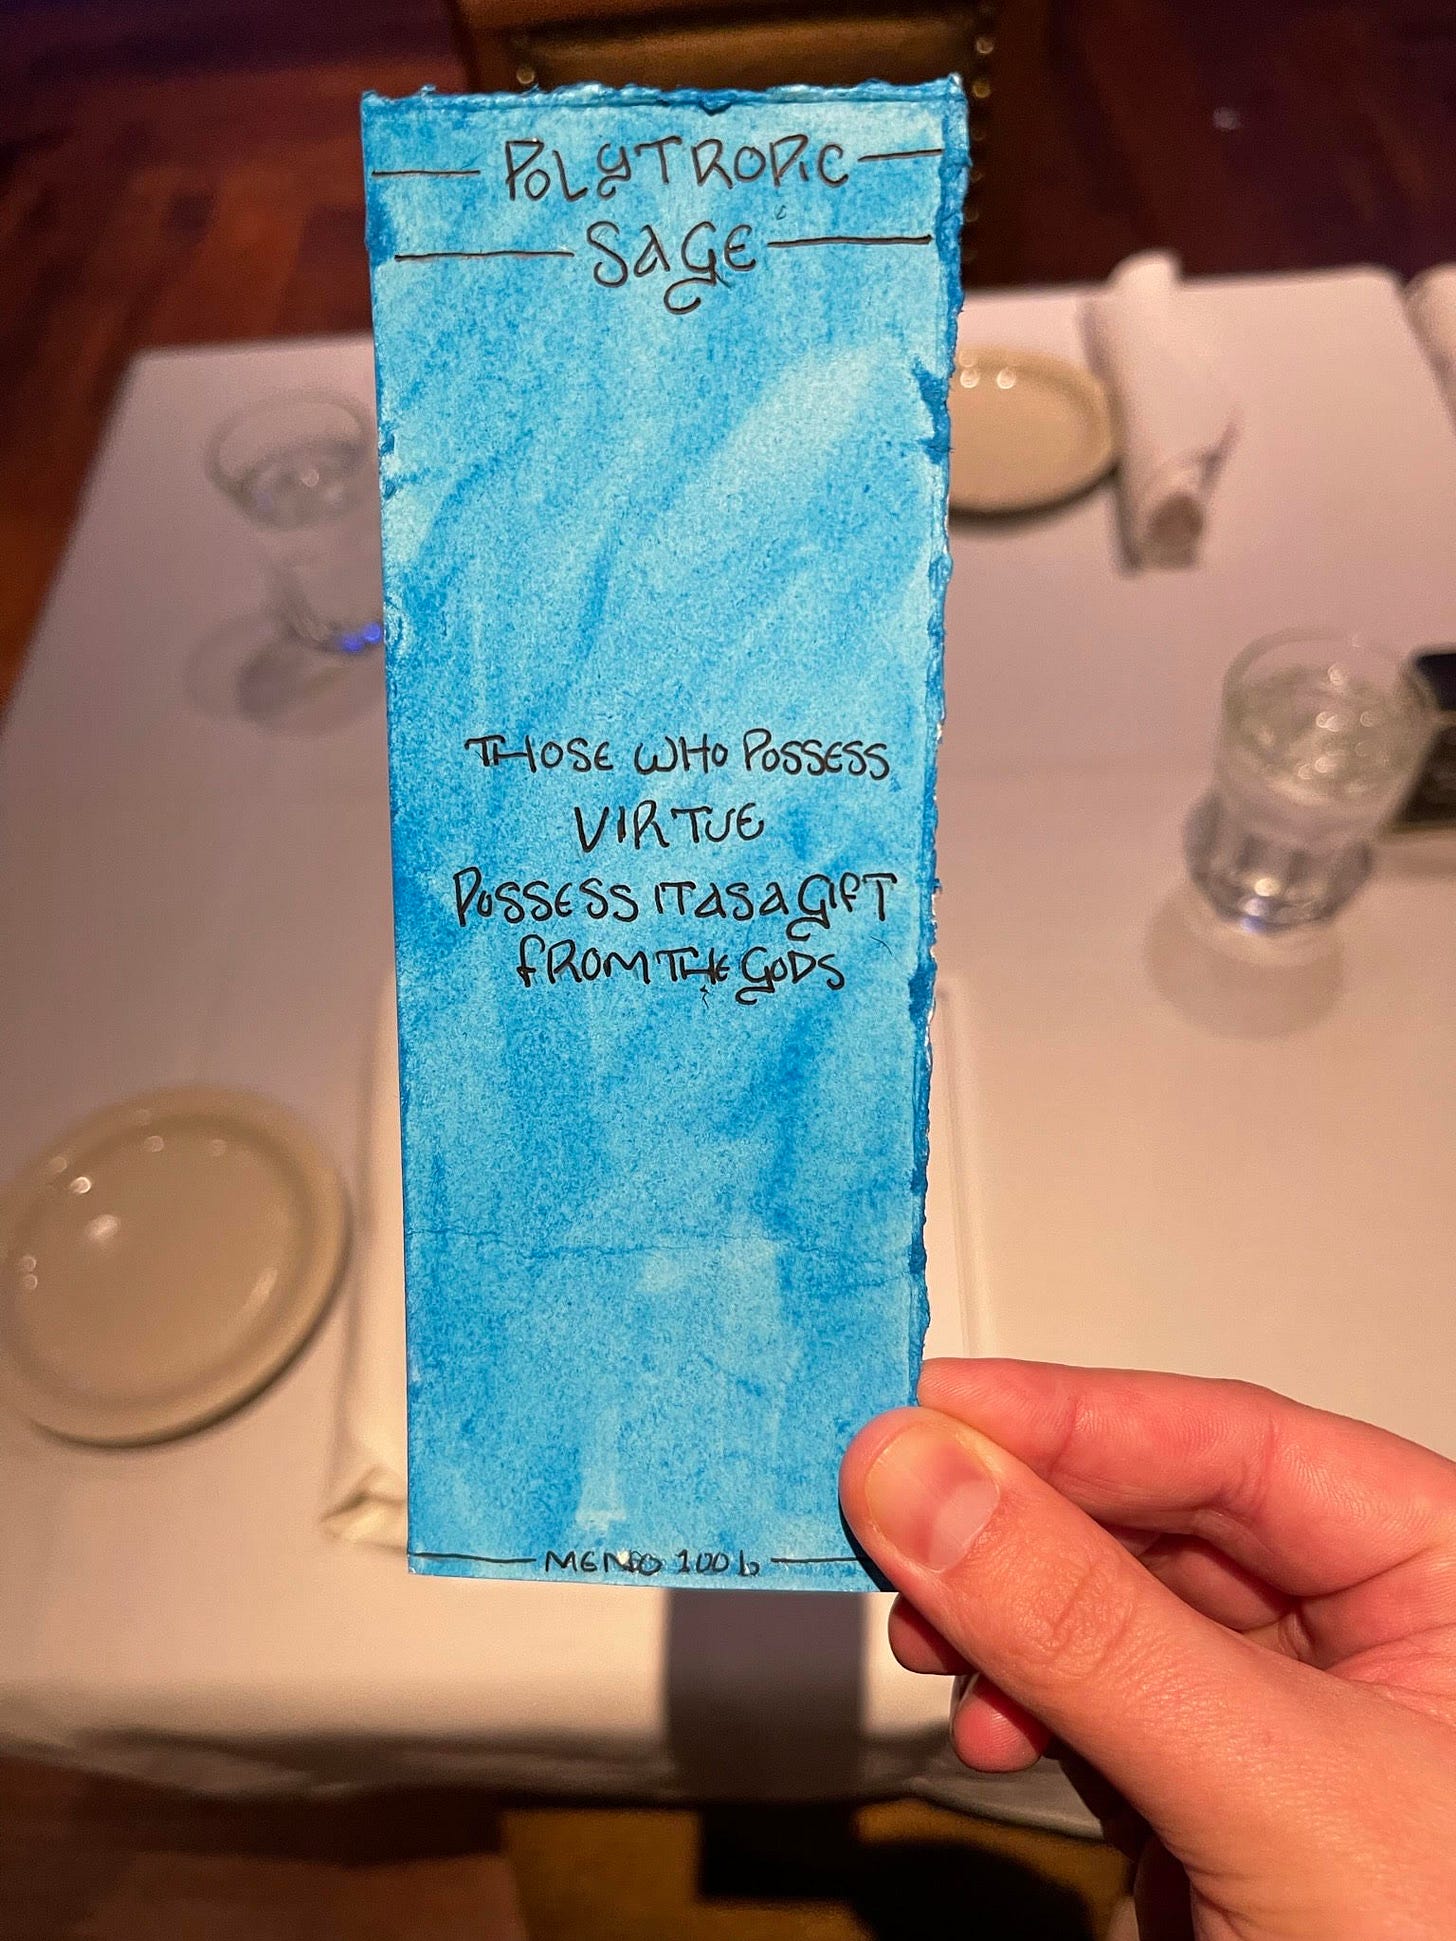 POLYTROPIC
SAGE
THOSE WHO POSSESS
VIRTUE
POSSESS IT AS A GIFT
FROM THE GODS
MENO 100b